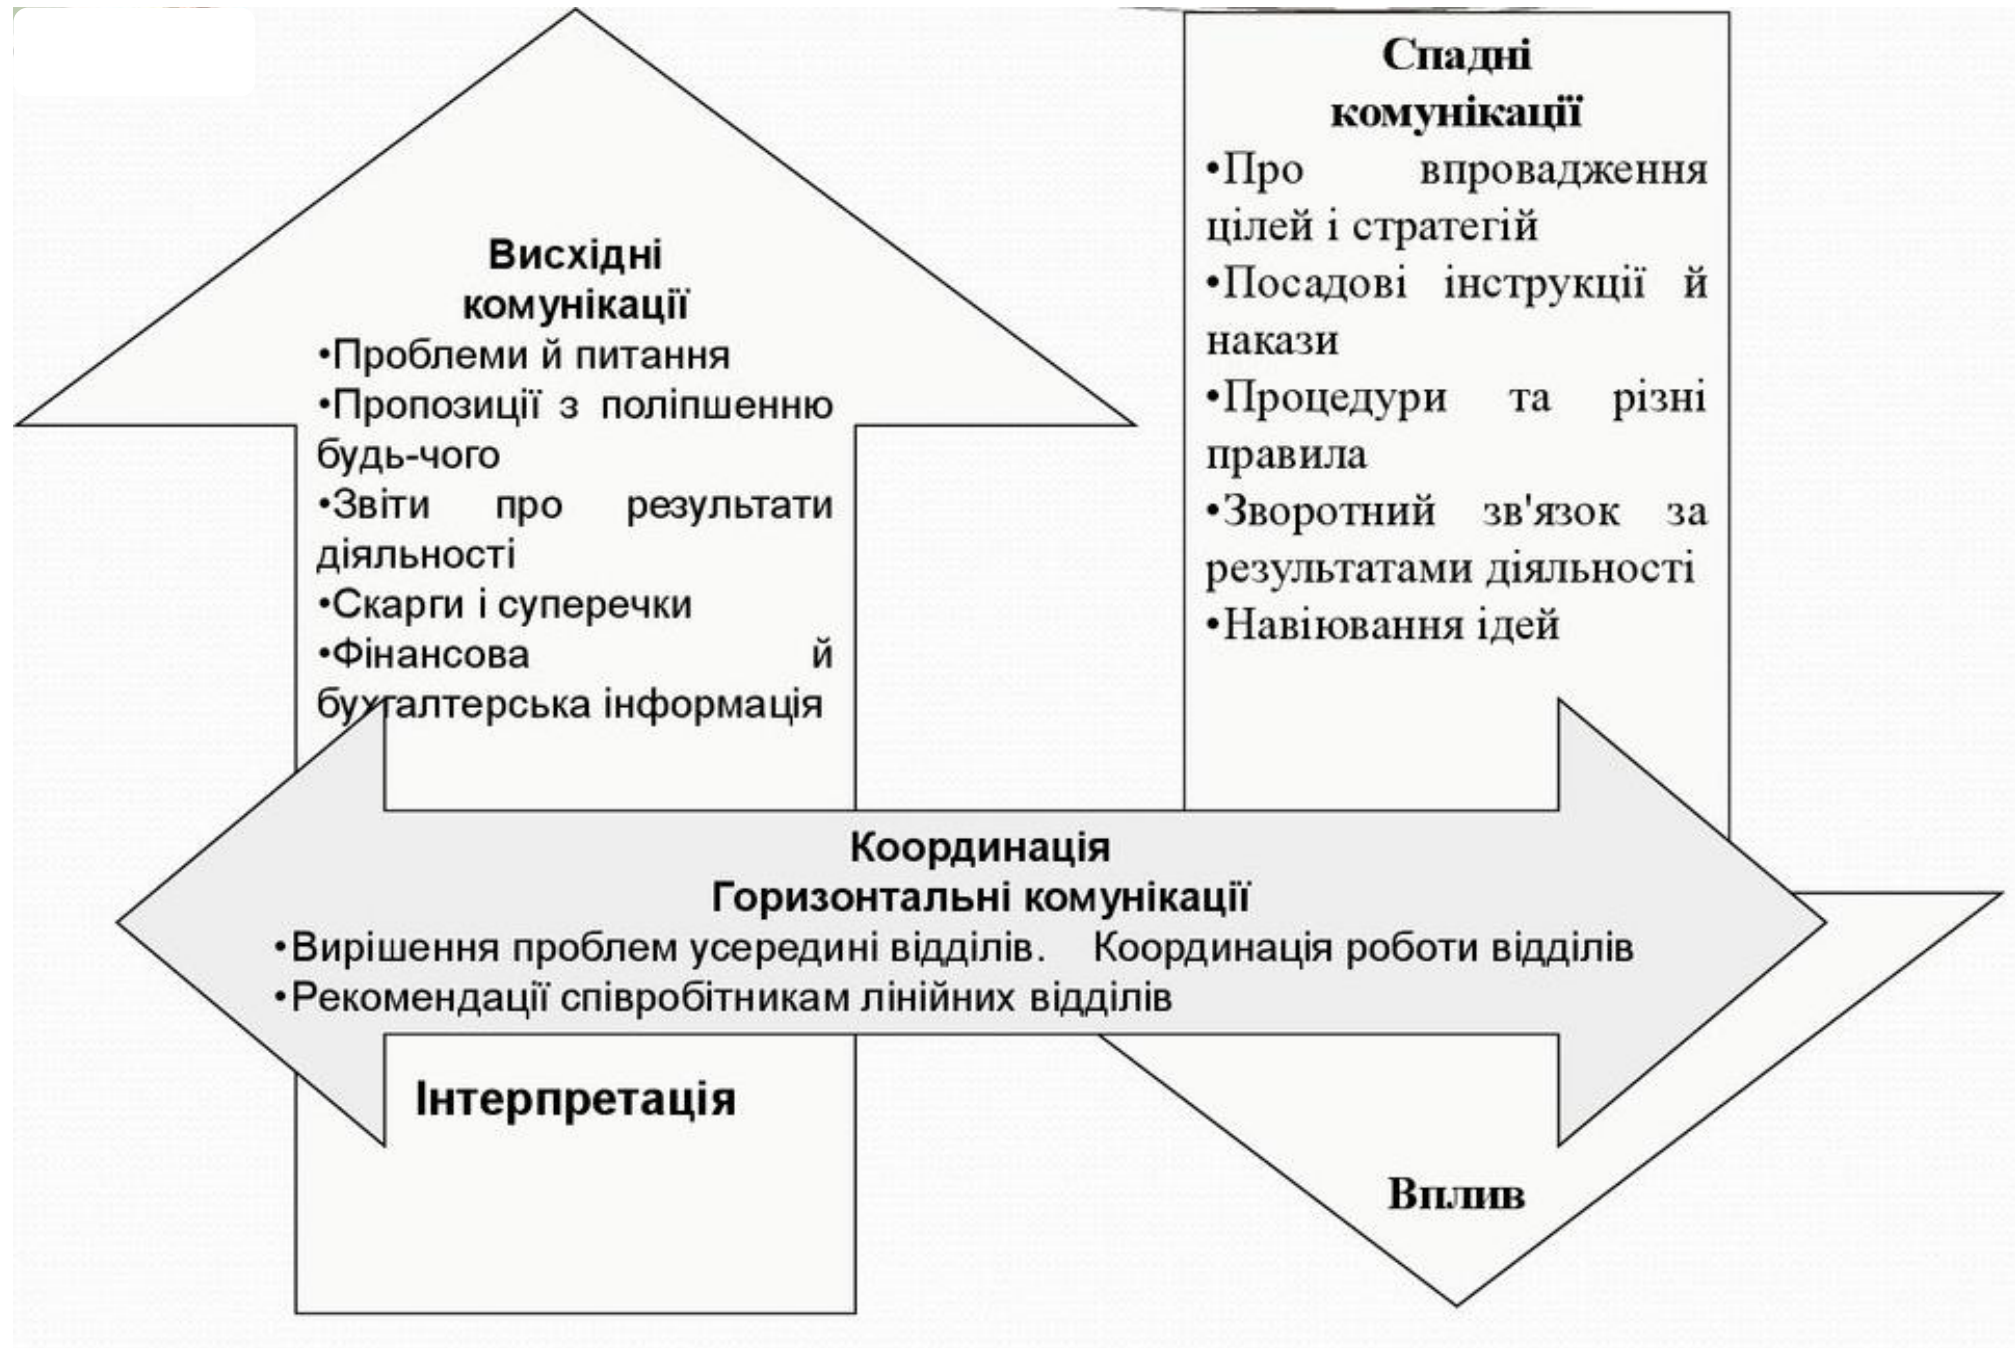 Висхідні
комунікації
•Проблеми й питання
•Пропозиції з поліпшенню
будь-чого
•Звіти про результати
діяльності
•Скарги і суперечки
•Фінансова й
бухгалтерська інформація
Спадні
комунікації
•Про впровадження
цілей і стратегій
•Посадові інструкції й
накази
•Процедури та різні
правила
•Зворотний зв'язок за
результатами діяльності
•Навіювання ідей
Координація
Горизонтальні комунікації
•Вирішення проблем усередині відділів. Координація роботи відділів
•Рекомендації співробітникам лінійних відділів
Інтерпретація
Вплив